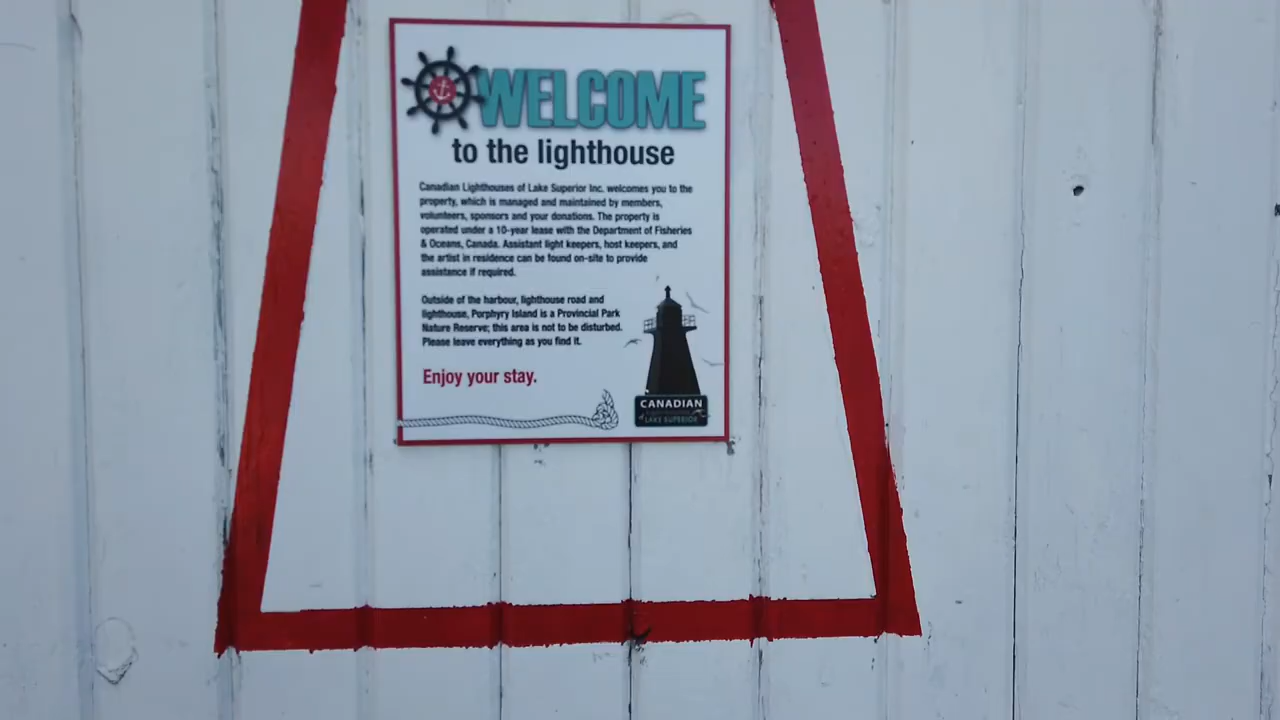 WELCOME
to the lighthouse
Canadian Lighthouses of Lake Superior Inc. welcomes you to the
property, which is managed and maintained by members,
volunteers, sponsors and your donations. The property is
operated under a 10-year lease with the Department of Fisheries
& Oceans, Canada. Assistant light keepers, host keepers, and
the artist in residence can be found on-site to provide
assistance if required.
Outside of the harbour, lighthouse road and
lighthouse, Porphyry Island is a Provincial Park
Nature Reserve; this area is not to be disturbed.
Please leave everything as you find it.
Enjoy your stay.
CANADIAN
LAKE SUPERIOR